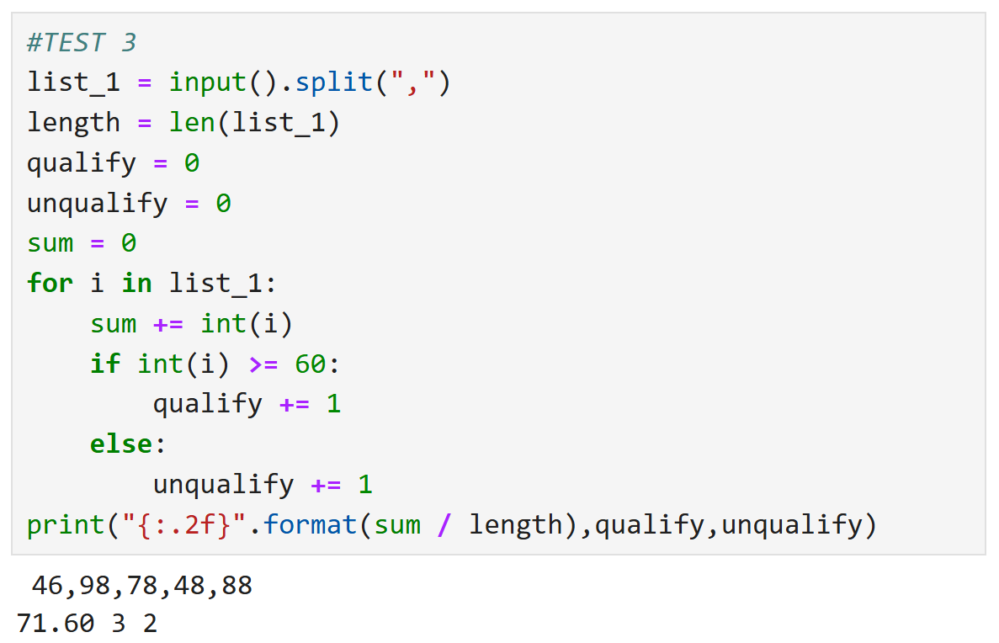 #TEST 3
list_1 = input().split(",")
length = len(list_1)
qualify = 0
unqualify = 0
sum = 0
for i in list_1:
    sum += int(i)
    if int(i) >= 60:
        qualify += 1
    else:
        unqualify += 1
print("{:.2f}".format(sum / length),qualify,unqualify)
46,98,78,48,88
71.60 3 2